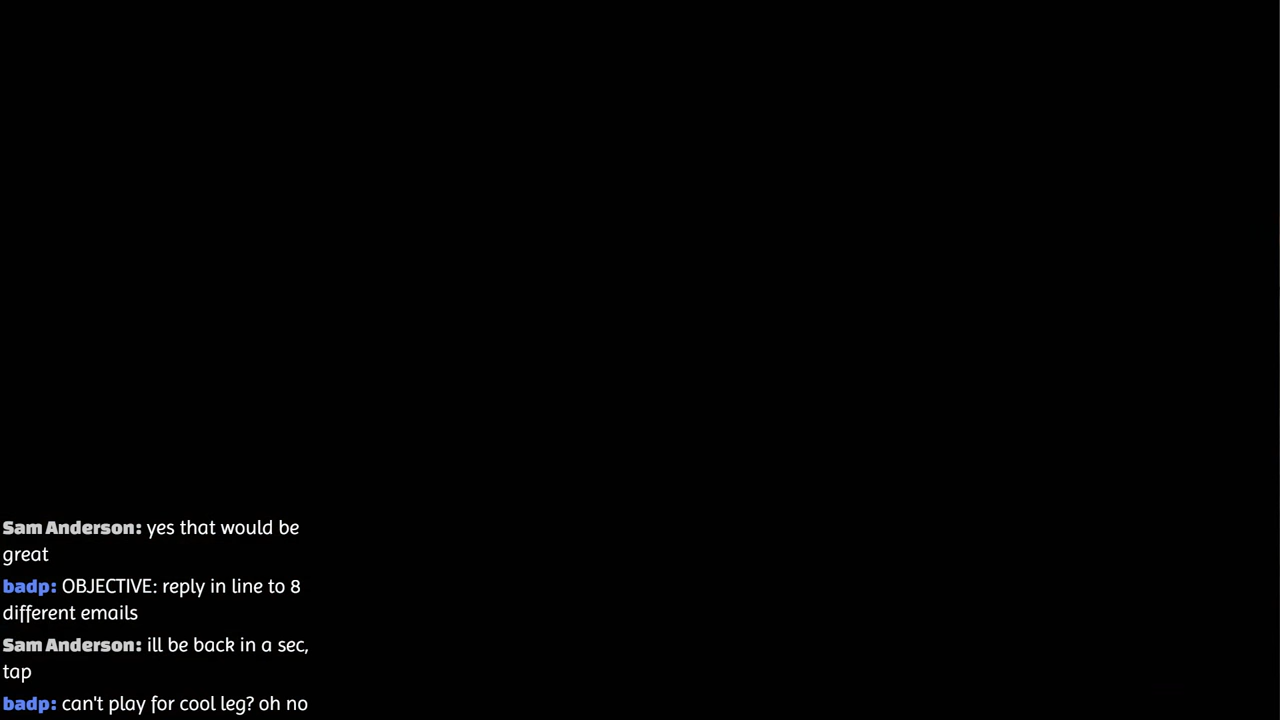 Sam Anderson: yes that would be
great
badp: OBJECTIVE: reply in line to 8
different emails
Sam Anderson: ill be back in a sec,
tap
badp: can't play for cool leg? oh no